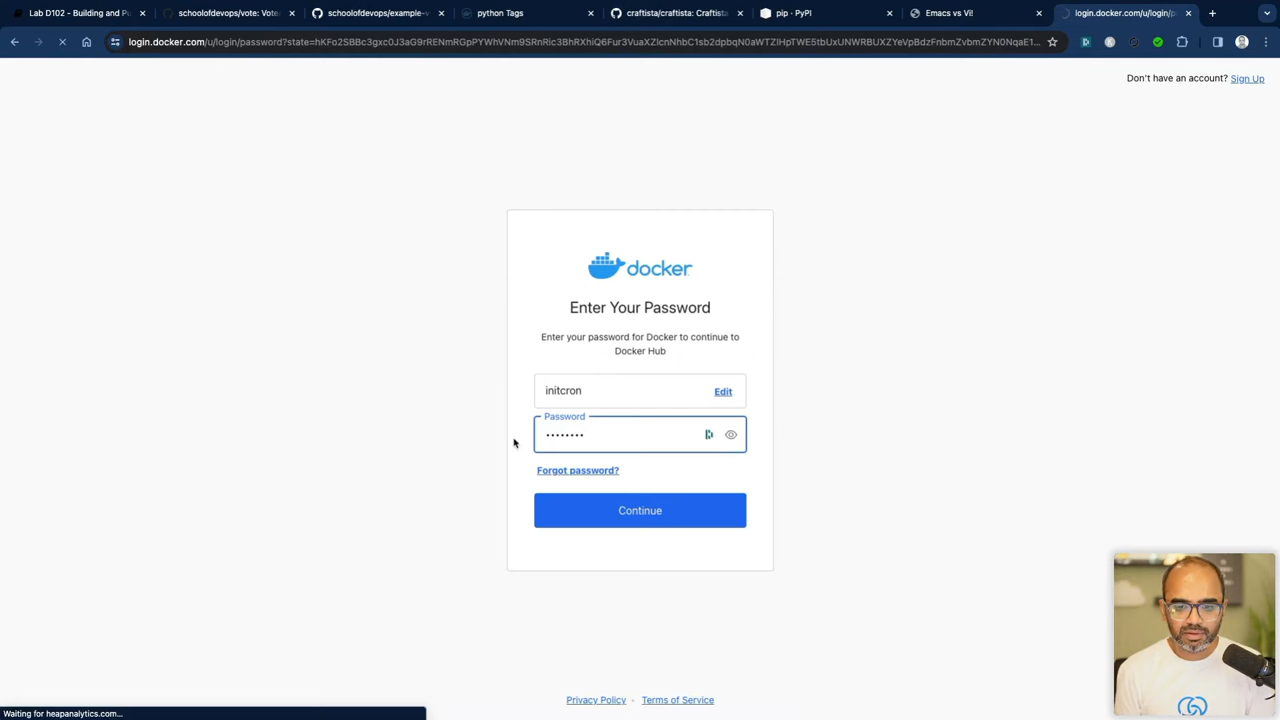 Lab D102 - Building and Pu
schoolofdevops/vote: Vote
schoolofdevops/example-v
python Tags
craftista/craftista: Craftista
pip · PyPI
Emacs vs Vi!
login.docker.com/u/login/p
login.docker.com/u/login/password?state=
Don't have an account? Sign Up
docker
Enter Your Password
Enter your password for Docker to continue to
Docker Hub
initcron
Edit
Password
••••••••
Forgot password?
Continue
Privacy Policy
Terms of Service
Waiting for heapanalytics.com...